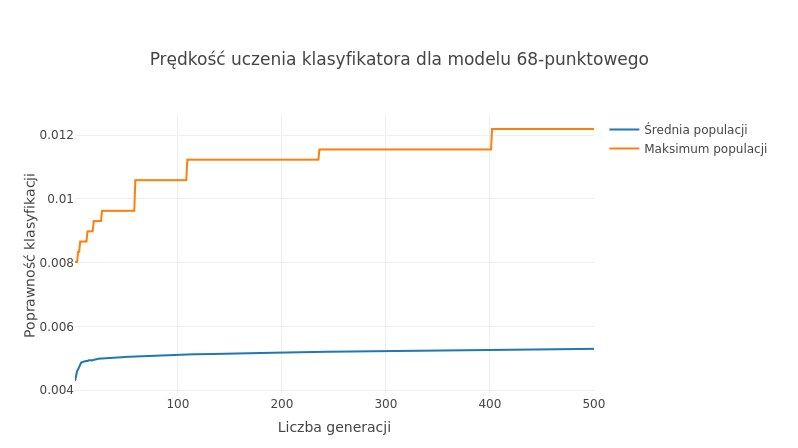 Prędkość uczenia klasyfikatora dla modelu 68-punktowego
Średnia populacji
Maksimum populacji
Poprawność klasyfikacji
0.012
0.01
0.008
0.006
0.004
100
200
300
400
500
Liczba generacji